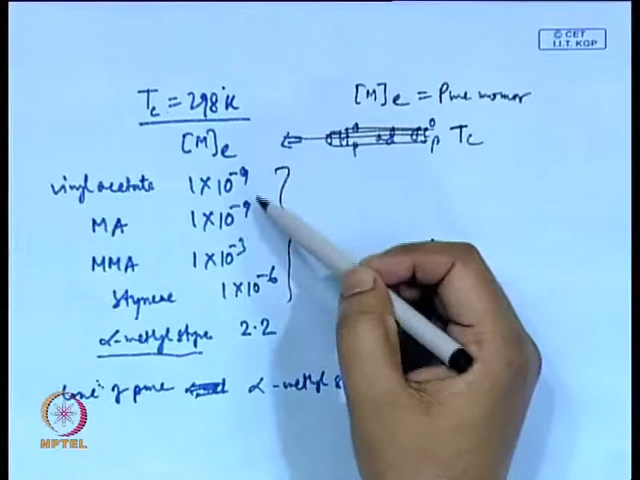 © CET
I.I.T. KGP
Tc = 298°K
[M]e = Pure monomer
[M]e
Tc
vinyl acetate 1 × 10⁻⁹
MA 1 × 10⁻⁹
MMA 1 × 10⁻³
Styrene 1 × 10⁻⁶
α-methyl styre 2.2
of pure α-methyl s
NPTEL